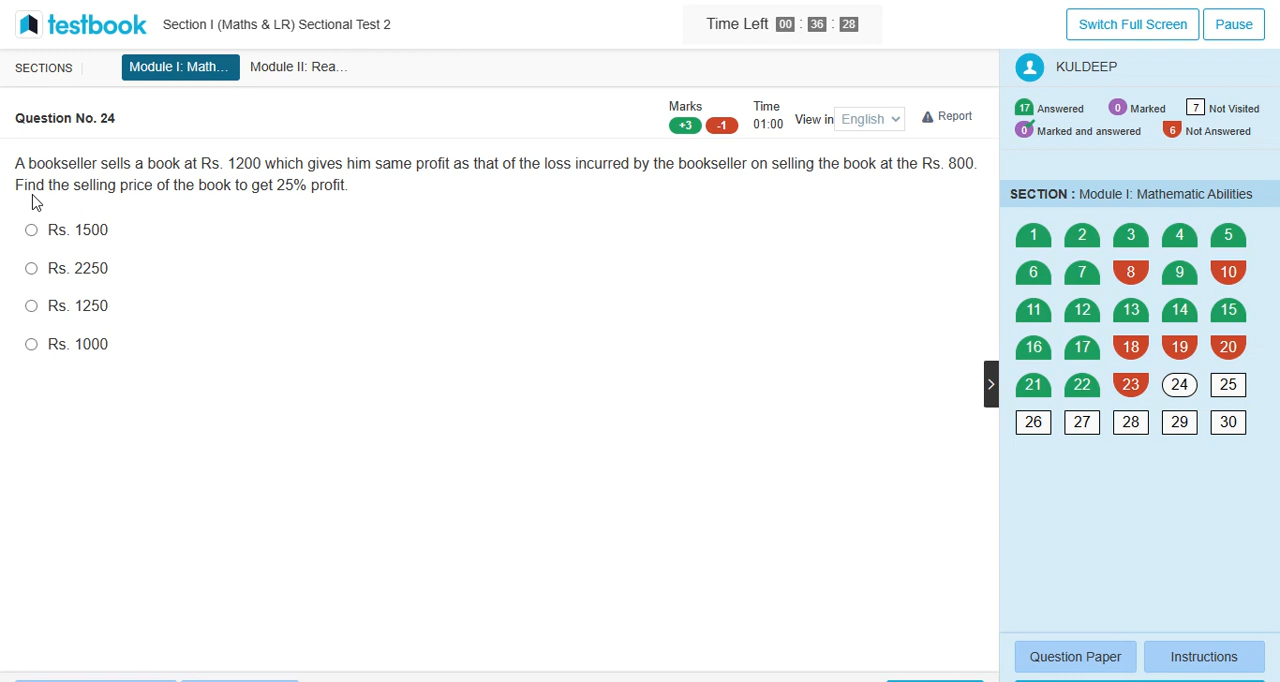 testbook Section I (Maths & LR) Sectional Test 2 Time Left 00 : 36 : 28 Switch Full Screen Pause
SECTIONS Module I: Math... Module II: Rea...
KULDEEP
Question No. 24
Marks +3 -1
Time 01:00
View in English
Report
17 Answered 0 Marked 7 Not Visited
0 Marked and answered 6 Not Answered
A bookseller sells a book at Rs. 1200 which gives him same profit as that of the loss incurred by the bookseller on selling the book at the Rs. 800.
Find the selling price of the book to get 25% profit.
Rs. 1500
Rs. 2250
Rs. 1250
Rs. 1000
SECTION : Module I: Mathematic Abilities
1 2 3 4 5
6 7 8 9 10
11 12 13 14 15
16 17 18 19 20
21 22 23 24 25
26 27 28 29 30
Question Paper Instructions